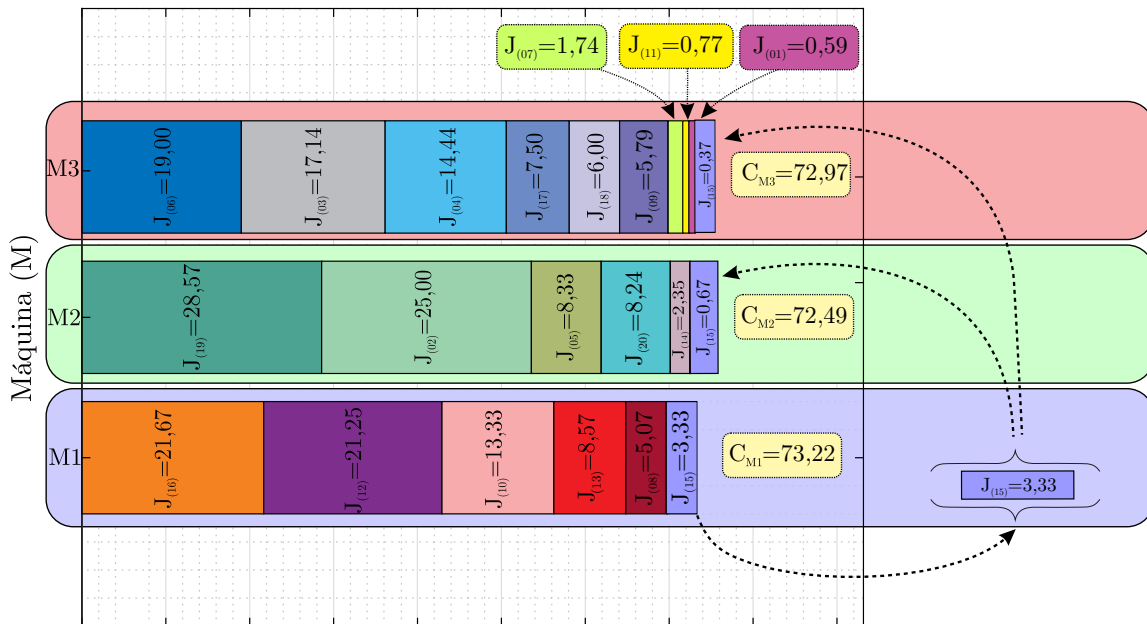 J(07)=1,74
J(11)=0,77
J(01)=0,59
Máquina (M)
M3
J(06)=19,00
J(03)=17,14
J(04)=14,44
J(17)=7,50
J(18)=6,00
J(09)=5,79
J(15)=0,37
CM3=72,97
M2
J(19)=28,57
J(02)=25,00
J(05)=8,33
J(20)=8,24
J(14)=2,35
J(15)=0,67
CM2=72,49
M1
J(16)=21,67
J(12)=21,25
J(10)=13,33
J(13)=8,57
J(08)=5,07
J(15)=3,33
CM1=73,22
J(15)=3,33